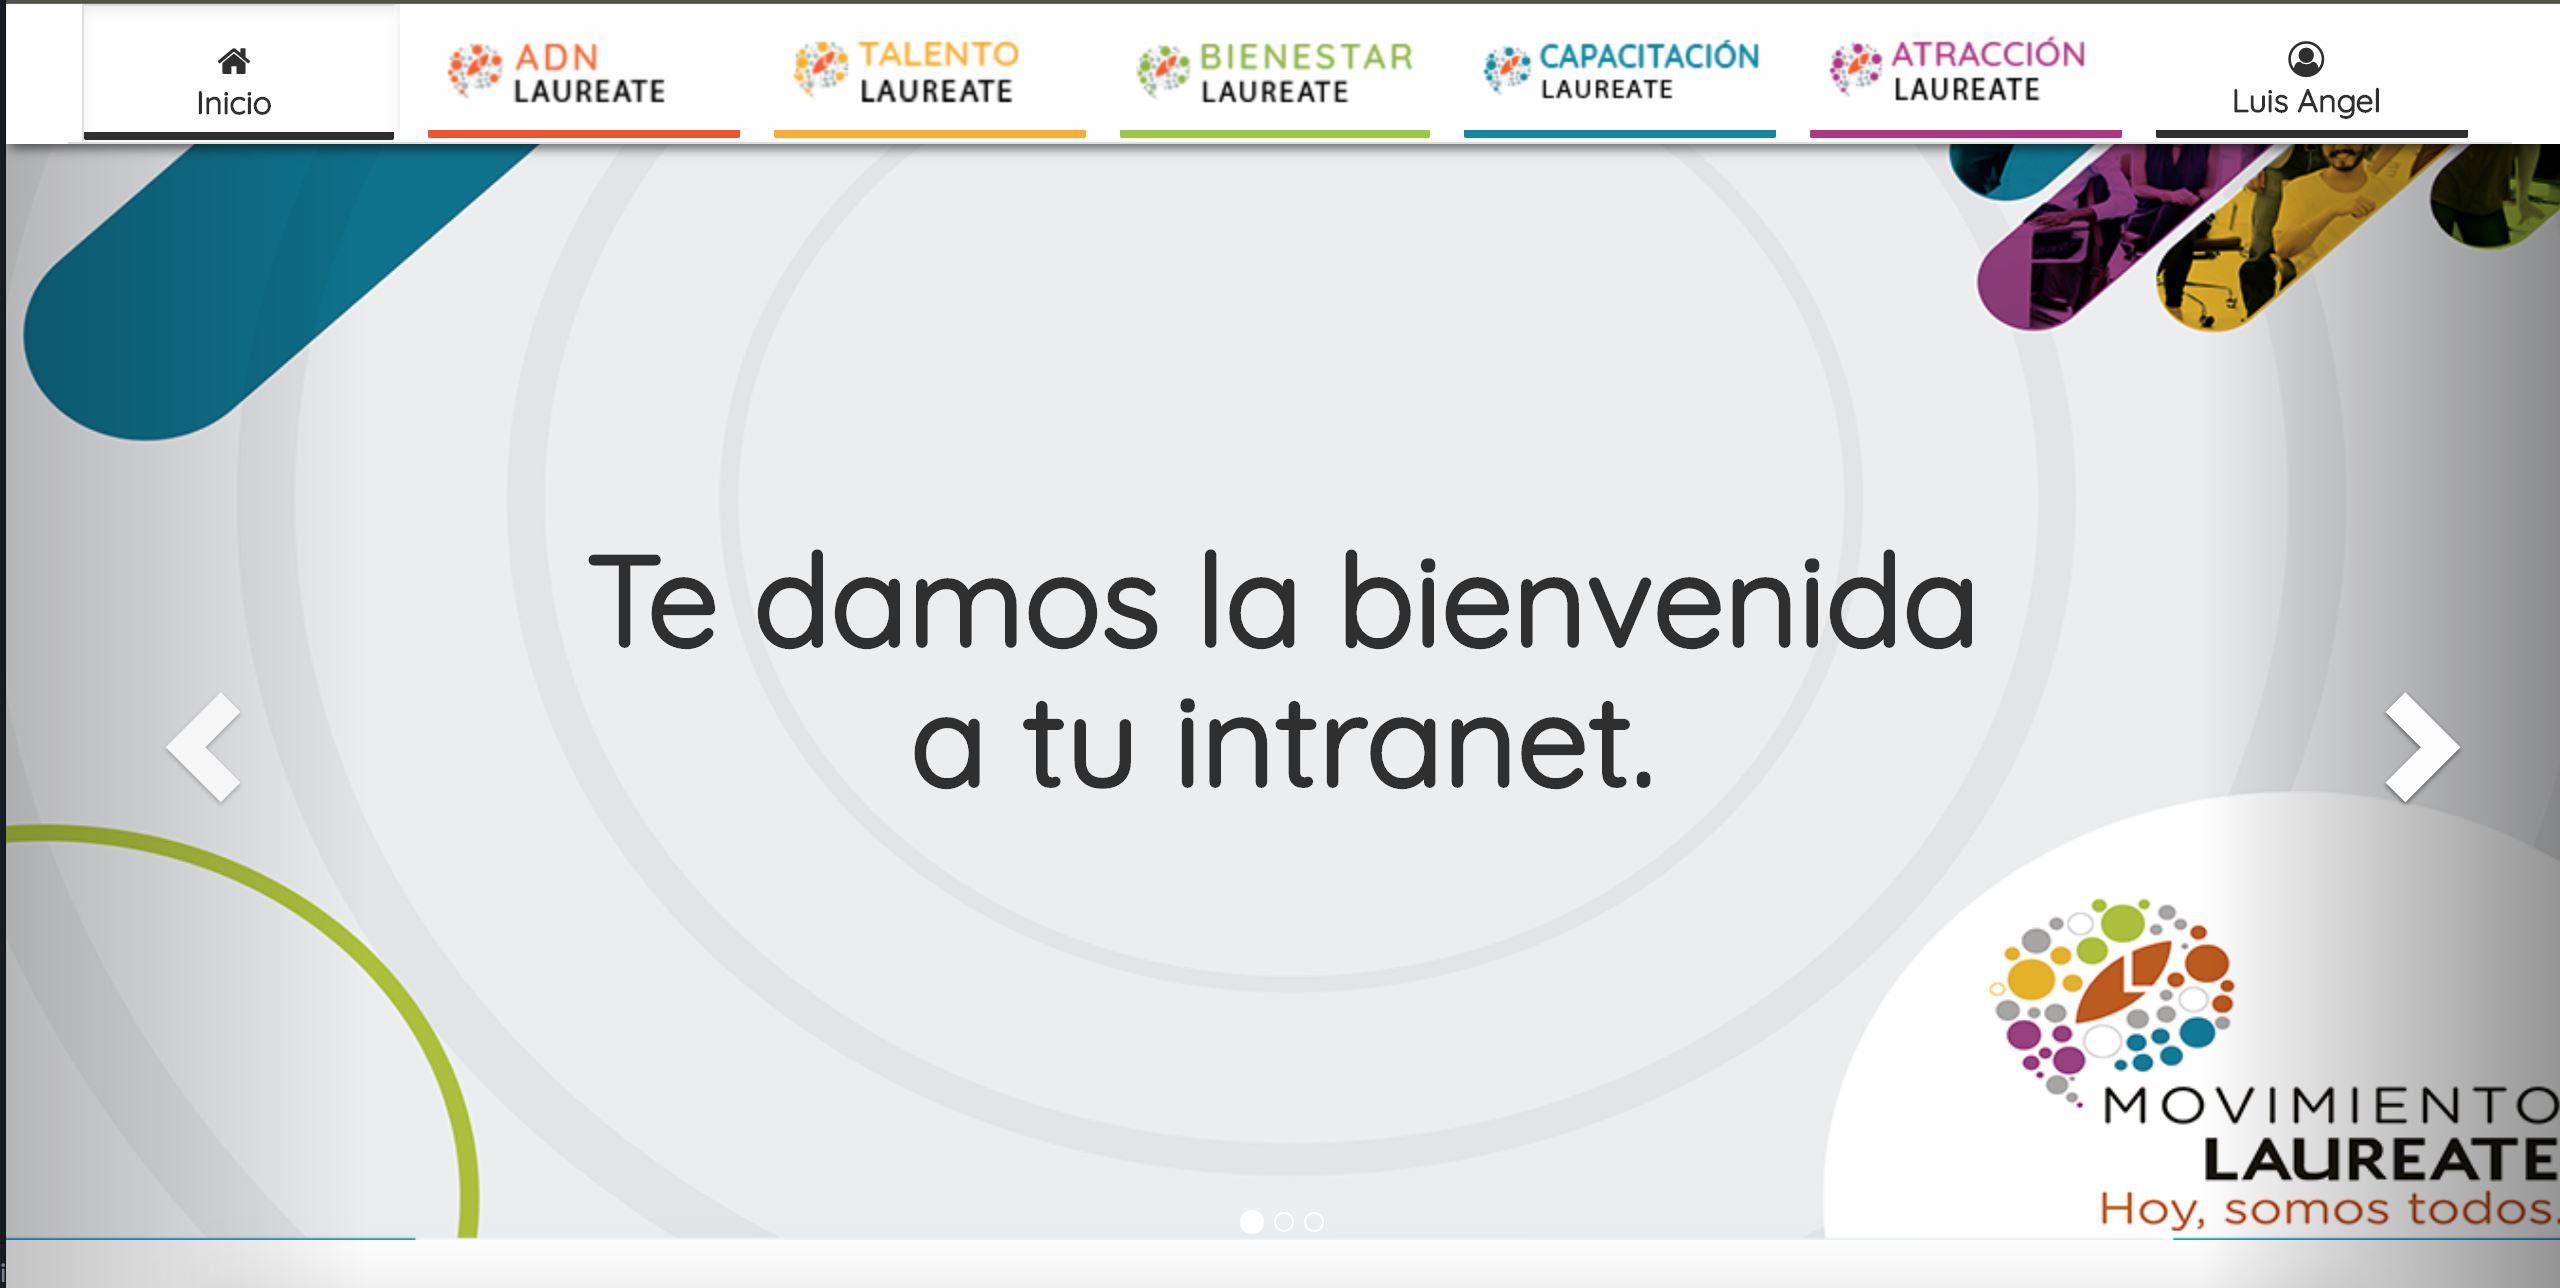 Inicio
ADN
LAUREATE
TALENTO
LAUREATE
BIENESTAR
LAUREATE
CAPACITACIÓN
LAUREATE
ATRACCIÓN
LAUREATE
Luis Angel
Te damos la bienvenida
a tu intranet.
MOVIMIENTO
LAUREATE
Hoy, somos todos.